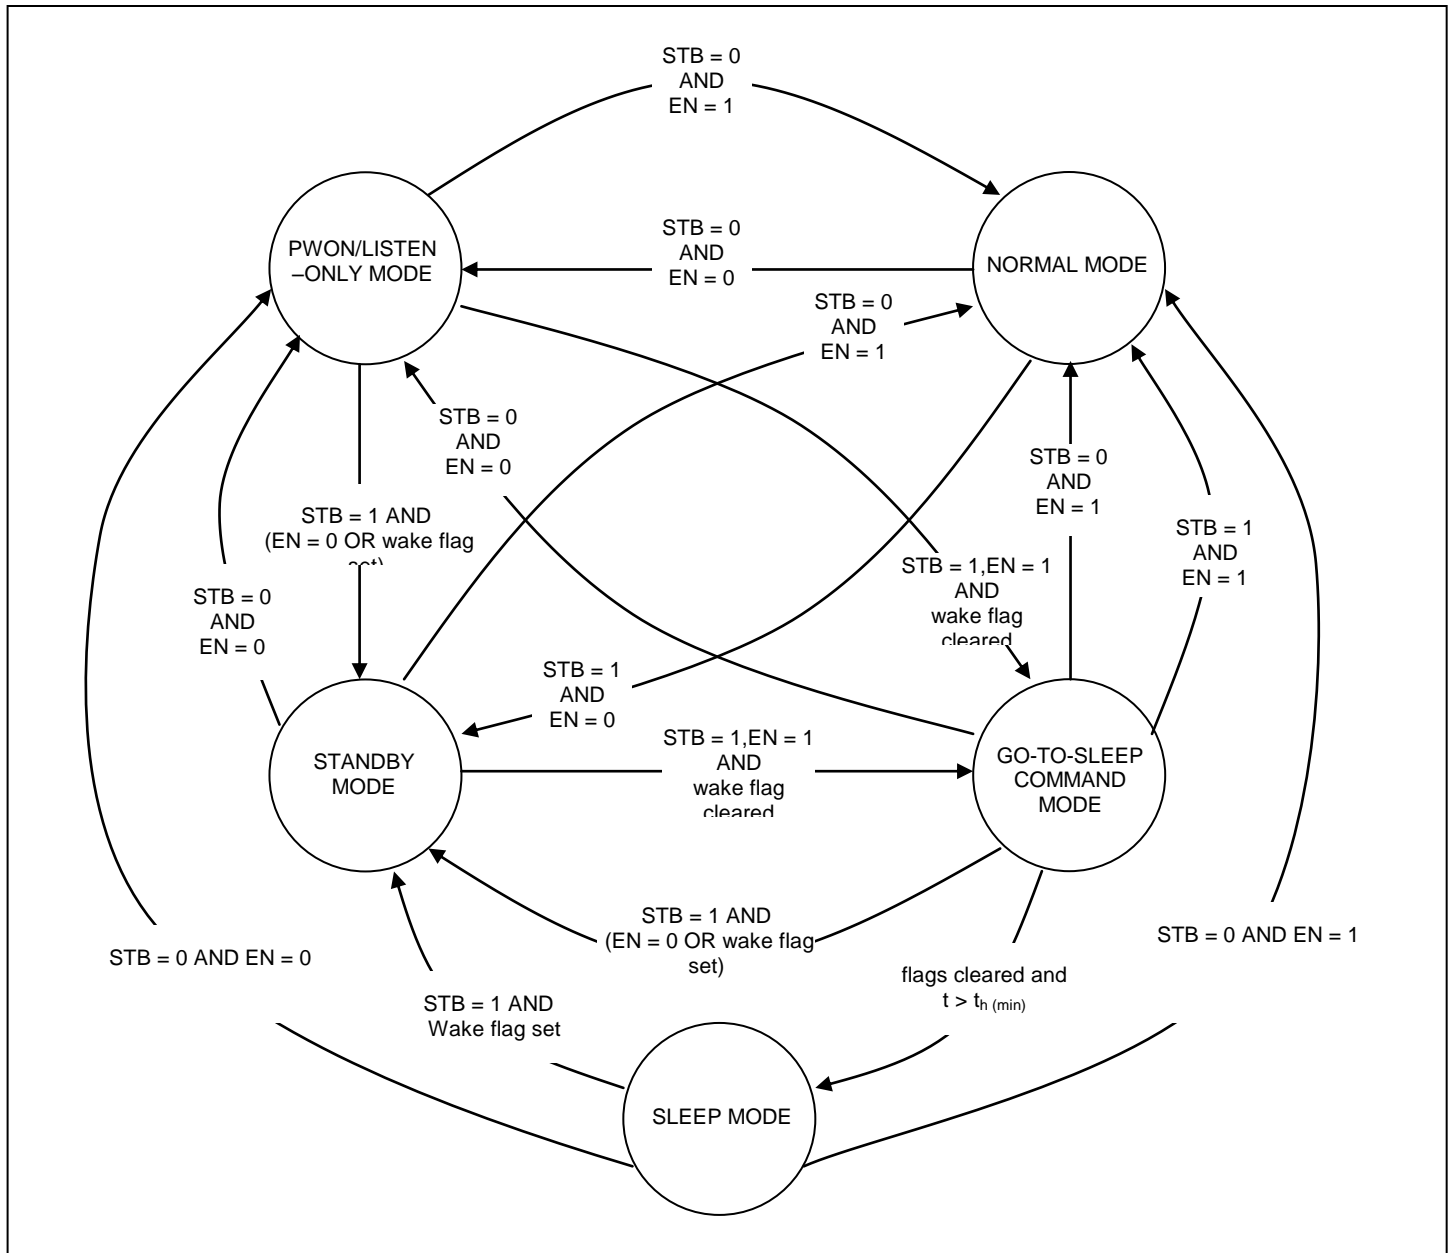 STB = 0
AND
EN = 1
PWON/LISTEN
–ONLY MODE
STB = 0
AND
EN = 0
NORMAL MODE
STB = 0
AND
EN = 1
STB = 0
AND
EN = 0
STB = 0
AND
EN = 1
STB = 1 AND
(EN = 0 OR wake flag
set)
STB = 1
AND
EN = 1
STB = 1,EN = 1
AND
wake flag
cleared
STB = 0
AND
EN = 0
STB = 1
AND
EN = 0
STB = 1,EN = 1
AND
wake flag
cleared
STANDBY
MODE
GO-TO-SLEEP
COMMAND
MODE
STB = 1 AND
(EN = 0 OR wake flag
set)
STB = 0 AND EN = 1
STB = 0 AND EN = 0
flags cleared and
t > th (min)
STB = 1 AND
Wake flag set
SLEEP MODE